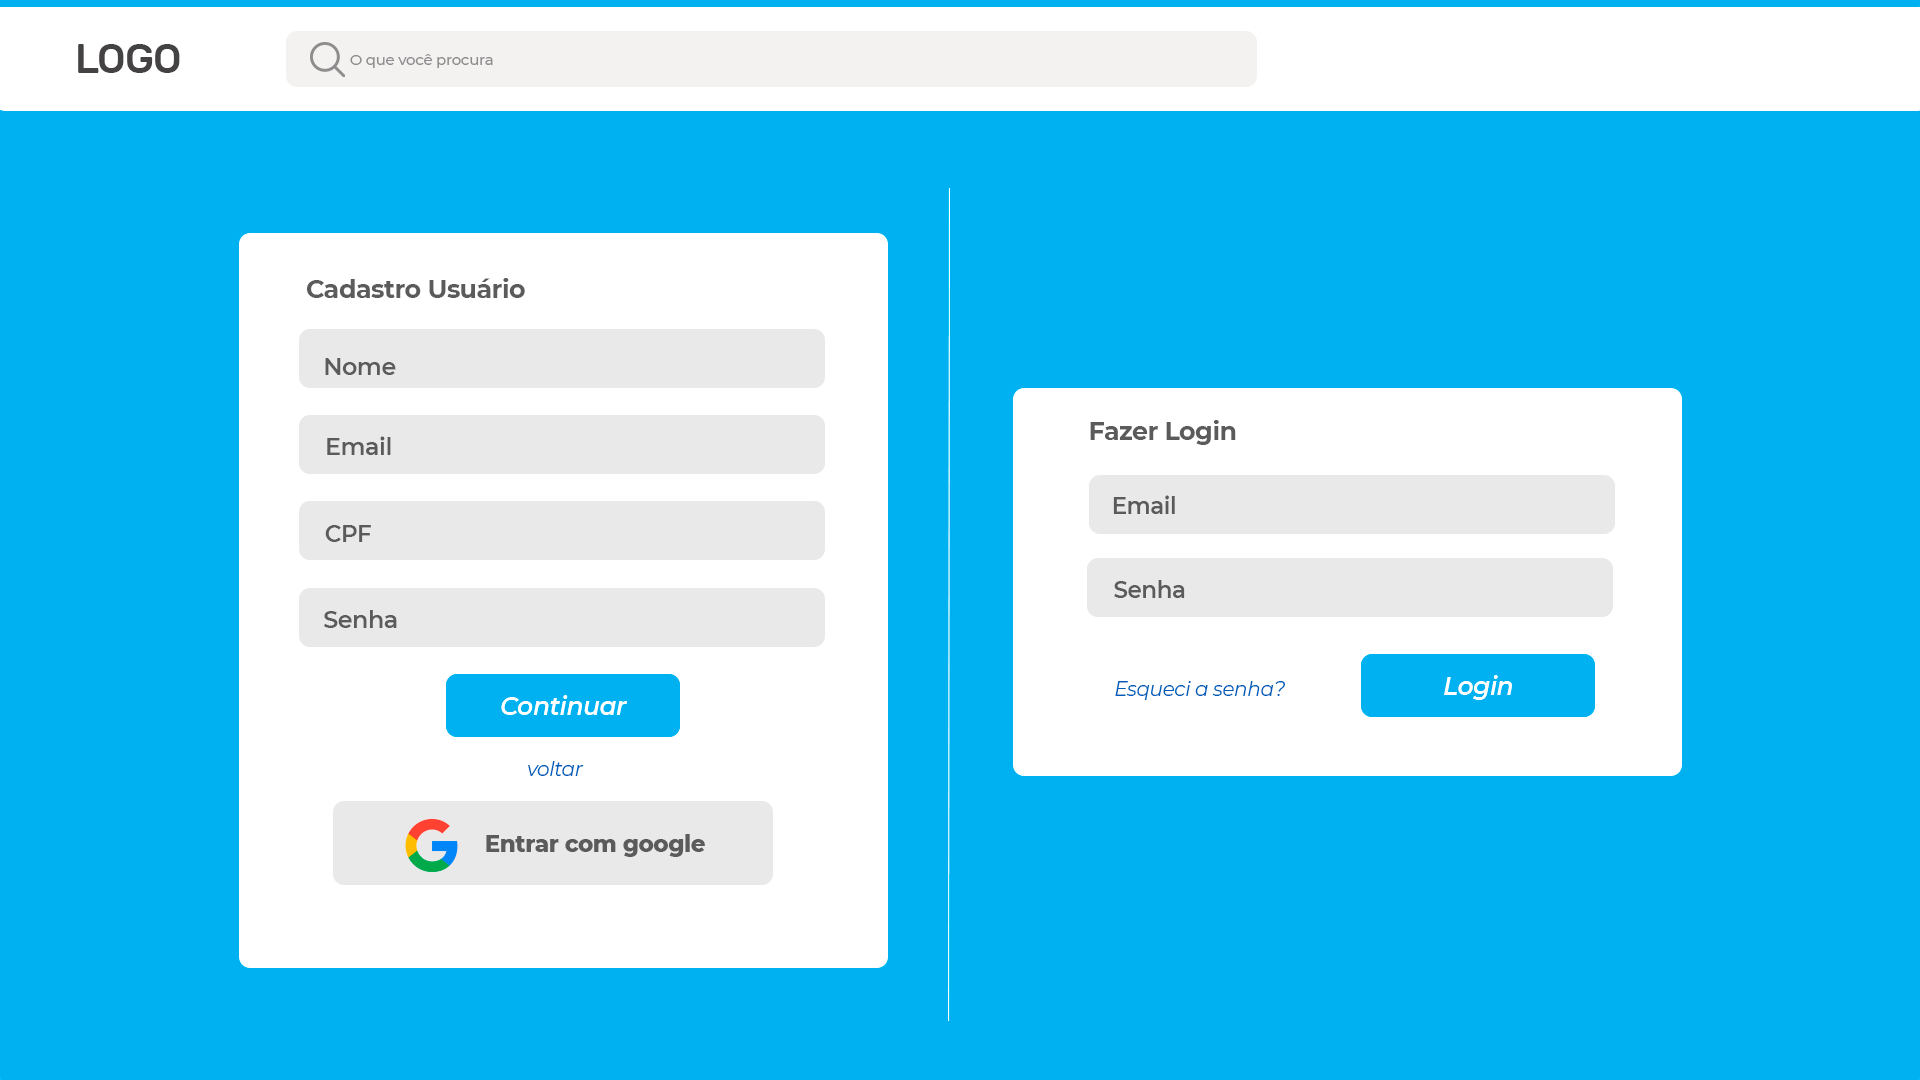 LOGO
O que você procura
Cadastro Usuário
Nome
Email
CPF
Senha
Continuar
voltar
Entrar com google
Fazer Login
Email
Senha
Esqueci a senha?
Login